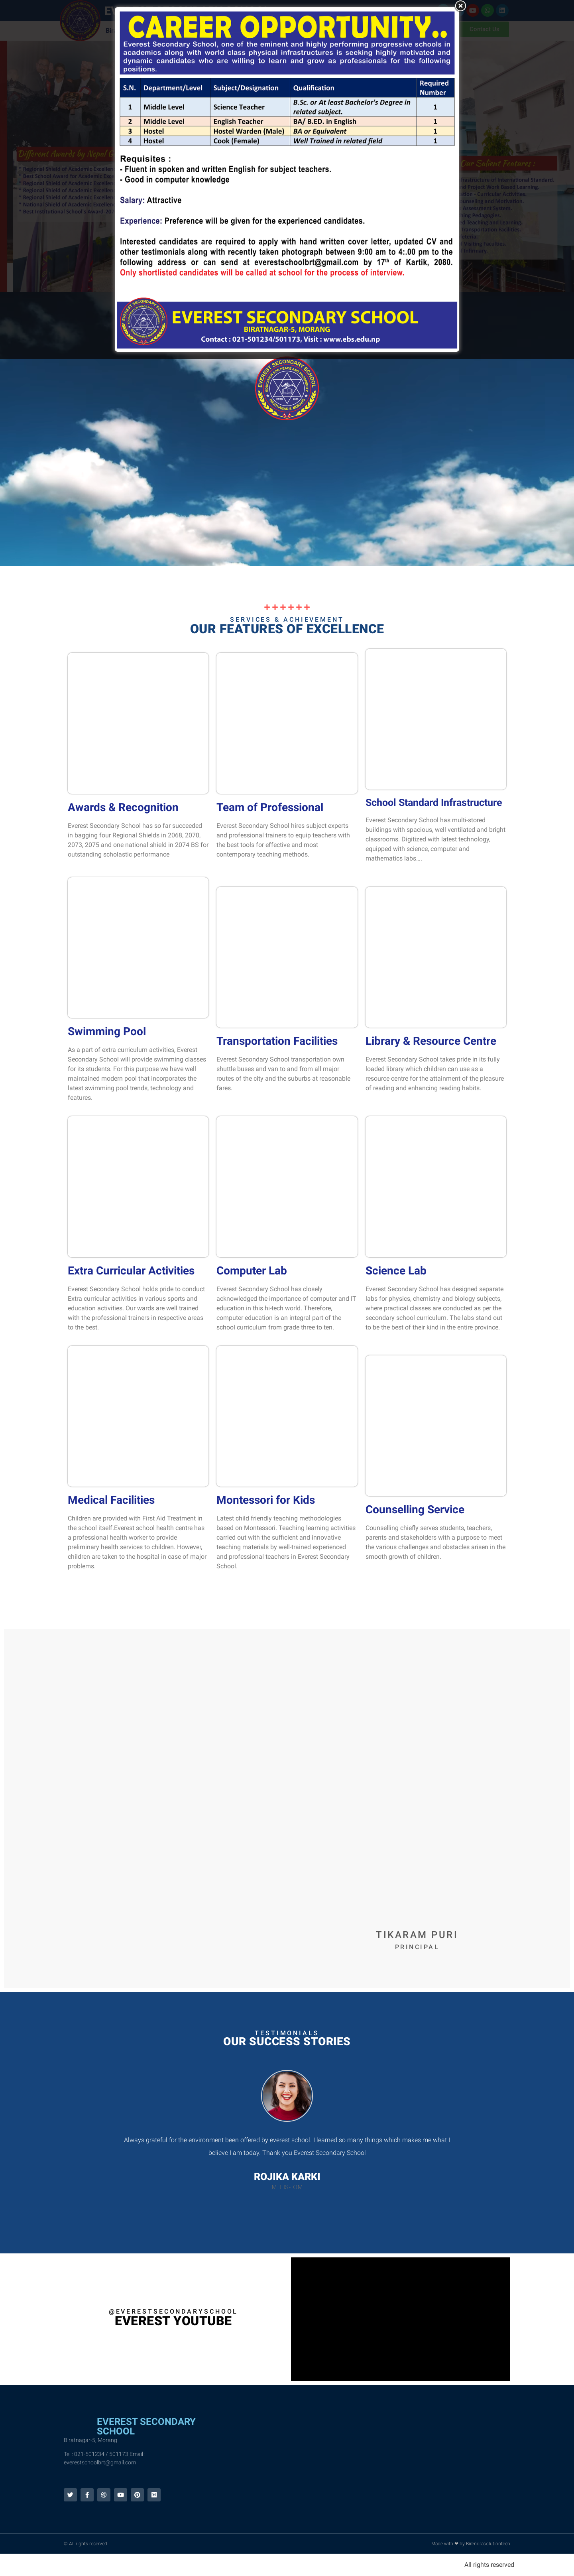 CAREER OPPORTUNITY..
Everest Secondary School, one of the eminent and highly performing progressive schools in
academics along with world class physical infrastructures is seeking highly motivated and
dynamic candidates who are willing to learn and grow as professionals for the following
positions.
S.N. Department/Level Subject/Designation Qualification Required Number
1 Middle Level Science Teacher B.Sc. or At least Bachelor's Degree in related subject. 1
2 Middle Level English Teacher BA/ B.ED. in English 1
3 Hostel Hostel Warden (Male) BA or Equivalent 1
4 Hostel Cook (Female) Well Trained in related field 1
Requisites :
- Fluent in spoken and written English for subject teachers.
- Good in computer knowledge
Salary: Attractive
Experience: Preference will be given for the experienced candidates.
Interested candidates are required to apply with hand written cover letter, updated CV and
other testimonials along with recently taken photograph between 9:00 am to 4:.00 pm to the
following address or can send at everestschoolbrt@gmail.com by 17th of Kartik, 2080.
Only shortlisted candidates will be called at school for the process of interview.
EVEREST SECONDARY SCHOOL
BIRATNAGAR-5, MORANG
Contact : 021-501234/501173, Visit : www.ebs.edu.np
SERVICES & ACHIEVEMENT
OUR FEATURES OF EXCELLENCE
Awards & Recognition
Everest Secondary School has so far succeeded
in bagging four Regional Shields in 2068, 2070,
2073, 2075 and one national shield in 2074 BS for
outstanding scholastic performance
Team of Professional
Everest Secondary School hires subject experts
and professional trainers to equip teachers with
the best tools for effective and most
contemporary teaching methods.
School Standard Infrastructure
Everest Secondary School has multi-stored
buildings with spacious, well ventilated and bright
classrooms. Digitized with latest technology,
equipped with science, computer and
mathematics labs....
Swimming Pool
As a part of extra curriculum activities, Everest
Secondary School will provide swimming classes
for its students. For this purpose we have well
maintained modern pool that incorporates the
latest swimming pool trends, technology and
features.
Transportation Facilities
Everest Secondary School transportation own
shuttle buses and van to and from all major
routes of the city and the suburbs at reasonable
fares.
Library & Resource Centre
Everest Secondary School takes pride in its fully
loaded library which children can use as a
resource centre for the attainment of the pleasure
of reading and enhancing reading habits.
Extra Curricular Activities
Everest Secondary School holds pride to conduct
Extra curricular activities in various sports and
education activities. Our wards are well trained
with the professional trainers in respective areas
to the best.
Computer Lab
Everest Secondary School has closely
acknowledged the importance of computer and IT
education in this hi-tech world. Therefore,
computer education is an integral part of the
school curriculum from grade three to ten.
Science Lab
Everest Secondary School has designed separate
labs for physics, chemistry and biology subjects,
where practical classes are conducted as per the
secondary school curriculum. The labs stand out
to be the best of their kind in the entire province.
Medical Facilities
Children are provided with First Aid Treatment in
the school itself.Everest school health centre has
a professional health worker to provide
preliminary health services to children. However,
children are taken to the hospital in case of major
problems.
Montessori for Kids
Latest child friendly teaching methodologies
based on Montessori. Teaching learning activities
carried out with the sufficient and innovative
teaching materials by well-trained experienced
and professional teachers in Everest Secondary
School.
Counselling Service
Counselling chiefly serves students, teachers,
parents and stakeholders with a purpose to meet
the various challenges and obstacles arisen in the
smooth growth of children.
TIKARAM PURI
PRINCIPAL
TESTIMONIALS
OUR SUCCESS STORIES
Always grateful for the environment been offered by everest school. I learned so many things which makes me what I
believe I am today. Thank you Everest Secondary School
ROJIKA KARKI
MBBS IOM
@EVERESTSECONDARYSCHOOL
EVEREST YOUTUBE
EVEREST SECONDARY
SCHOOL
Biratnagar-5, Morang
Tel : 021-501234 / 501173 Email :
everestschoolbrt@gmail.com
© All rights reserved
Made with ❤ by Birendrasolutiontech
All rights reserved